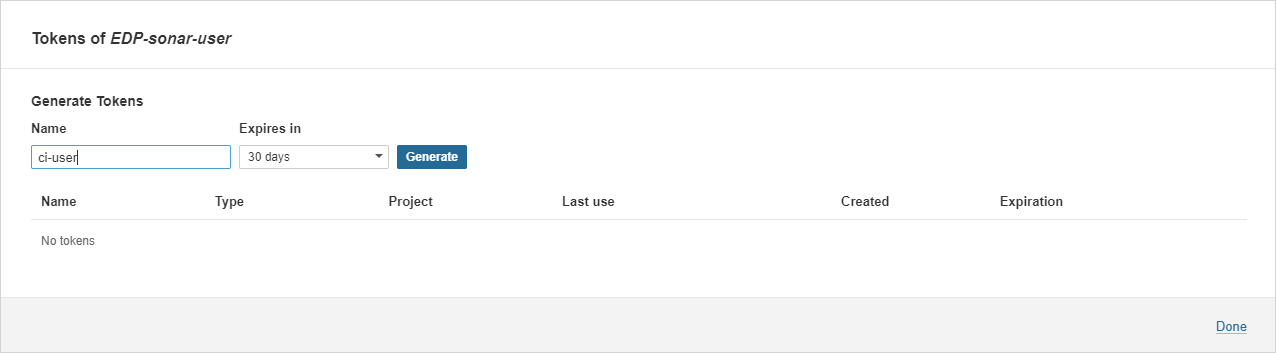 Tokens of EDP-sonar-user
Generate Tokens
Name Expires in
ci-user 30 days Generate
Name Type Project Last use Created Expiration
No tokens
Done